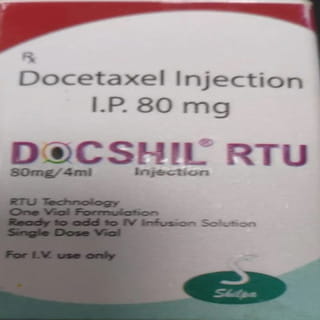 Rx
Docetaxel Injection
I.P. 80 mg
DOCSHIL® RTU
80mg/4ml Injection
RTU Technology
One Vial Formulation
Ready to add to IV Infusion Solution
Single Dose Vial
For I.V. use only
Shilpa